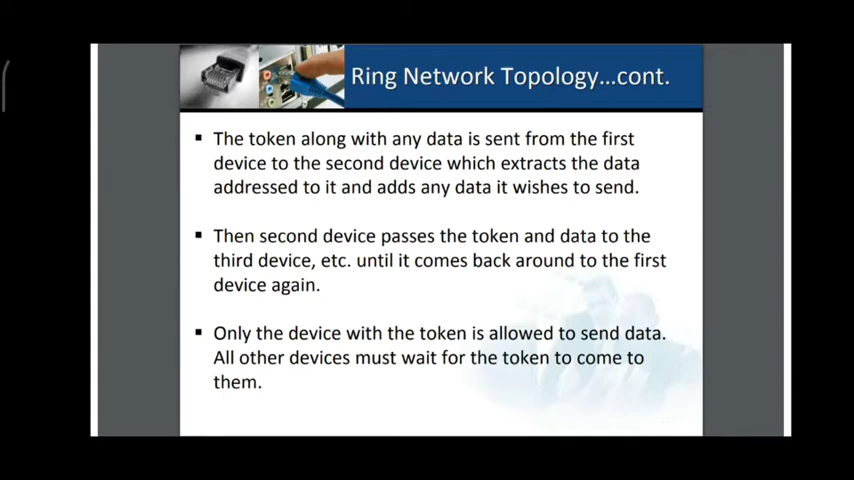 Ring Network Topology...cont.
▪ The token along with any data is sent from the first
device to the second device which extracts the data
addressed to it and adds any data it wishes to send.
▪ Then second device passes the token and data to the
third device, etc. until it comes back around to the first
device again.
▪ Only the device with the token is allowed to send data.
All other devices must wait for the token to come to
them.